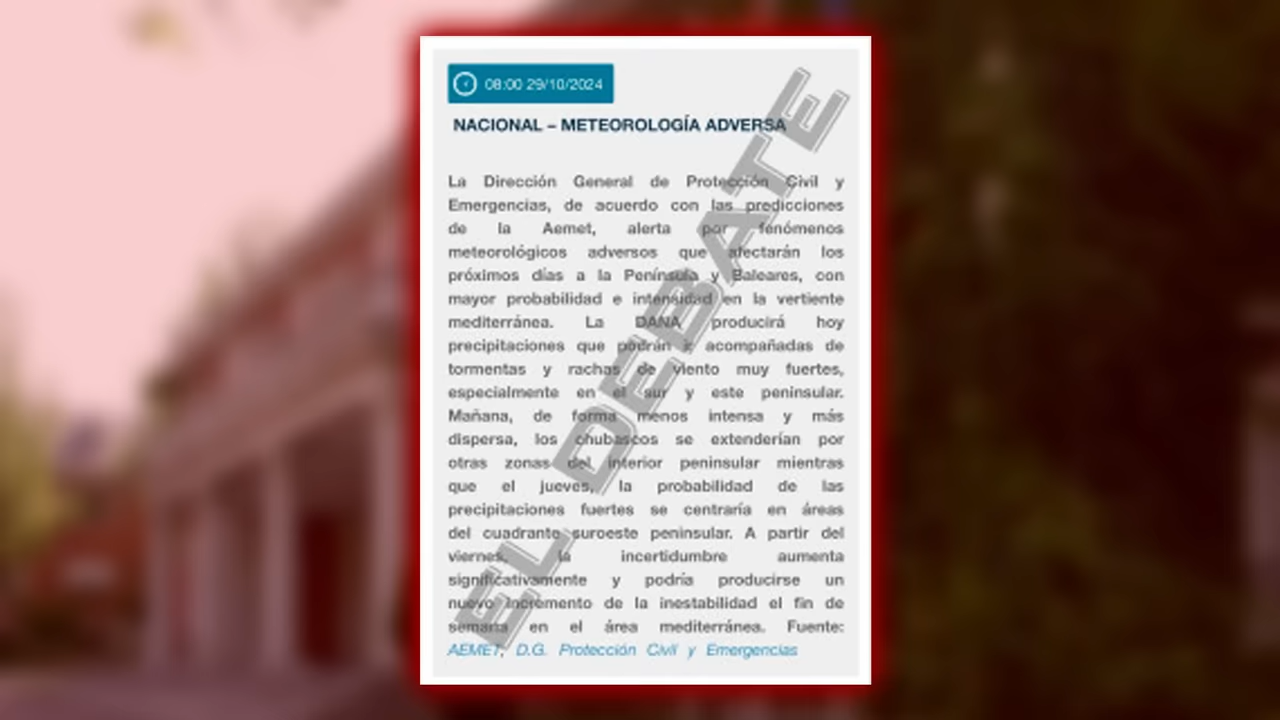 08:00 29/10/2024
NACIONAL – METEOROLOGÍA ADVERSA
La Dirección General de Protección Civil y
Emergencias, de acuerdo con las predicciones
de la Aemet, alerta por fenómenos
meteorológicos adversos que afectarán los
próximos días a la Península y Baleares, con
mayor probabilidad e intensidad en la vertiente
mediterránea. La DANA producirá hoy
precipitaciones que podrán ir acompañadas de
tormentas y rachas de viento muy fuertes,
especialmente en el sur y este peninsular.
Mañana, de forma menos intensa y más
dispersa, los chubascos se extenderían por
otras zonas del interior peninsular mientras
que el jueves, la probabilidad de las
precipitaciones fuertes se centraría en áreas
del cuadrante suroeste peninsular. A partir del
viernes, la incertidumbre aumenta
significativamente y podría producirse un
nuevo incremento de la inestabilidad el fin de
semana en el área mediterránea. Fuente:
AEMET, D.G. Protección Civil y Emergencias
EL DEBATE